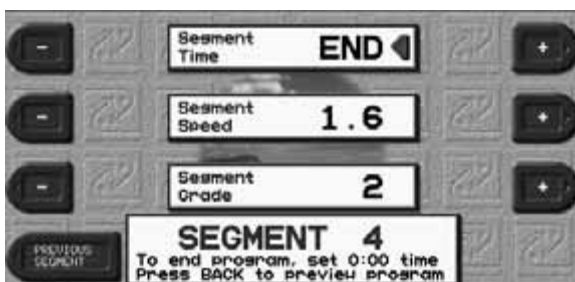 - Segment Time END +
- Segment Speed 1.6 +
- Segment Grade 2 +
SEGMENT 4
PREVIOUS SEGMENT
To end program, set 0:00 time
Press BACK to preview program